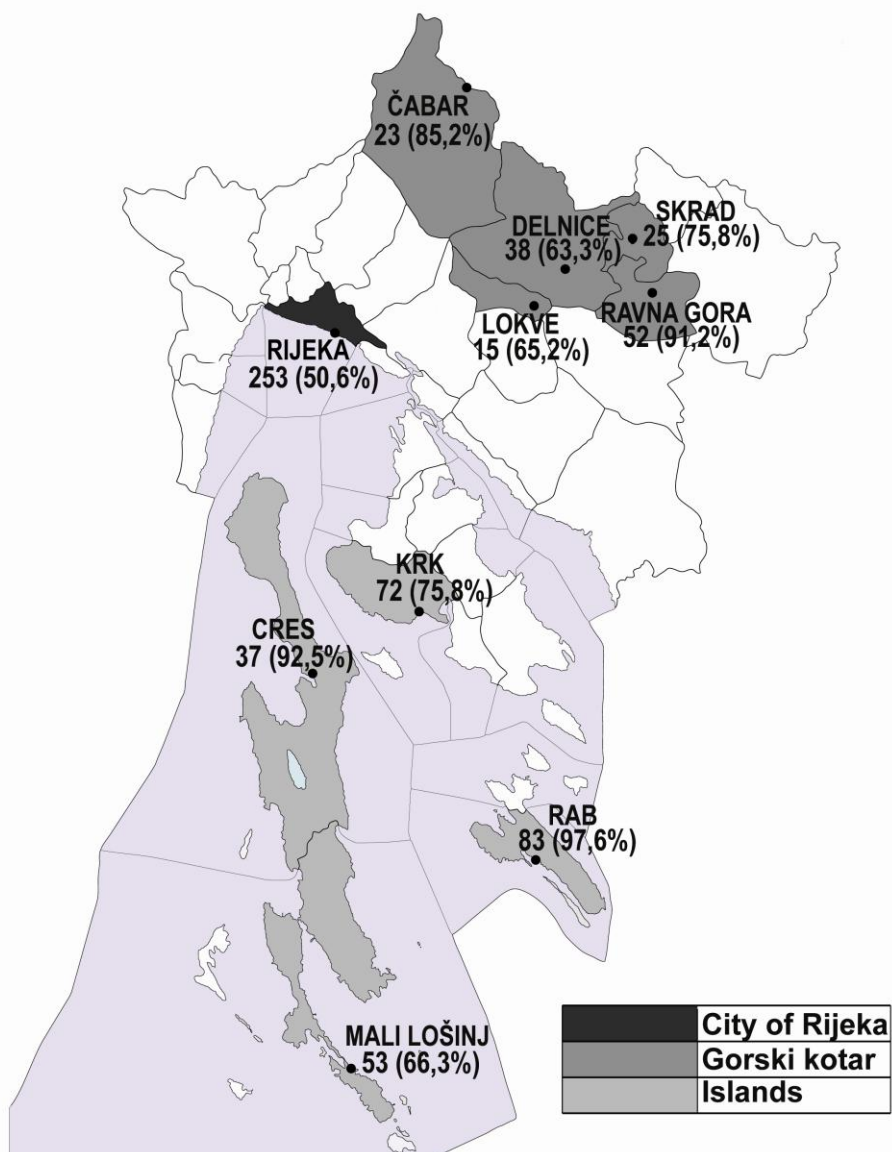 ČABAR
23 (85,2%)
SKRAD
25 (75,8%)
DELNICE
38 (63,3%)
RAVNA GORA
52 (91,2%)
LOKVE
15 (65,2%)
RIJEKA
253 (50,6%)
KRK
72 (75,8%)
CRES
37 (92,5%)
RAB
83 (97,6%)
MALI LOŠINJ
53 (66,3%)
City of Rijeka
Gorski kotar
Islands